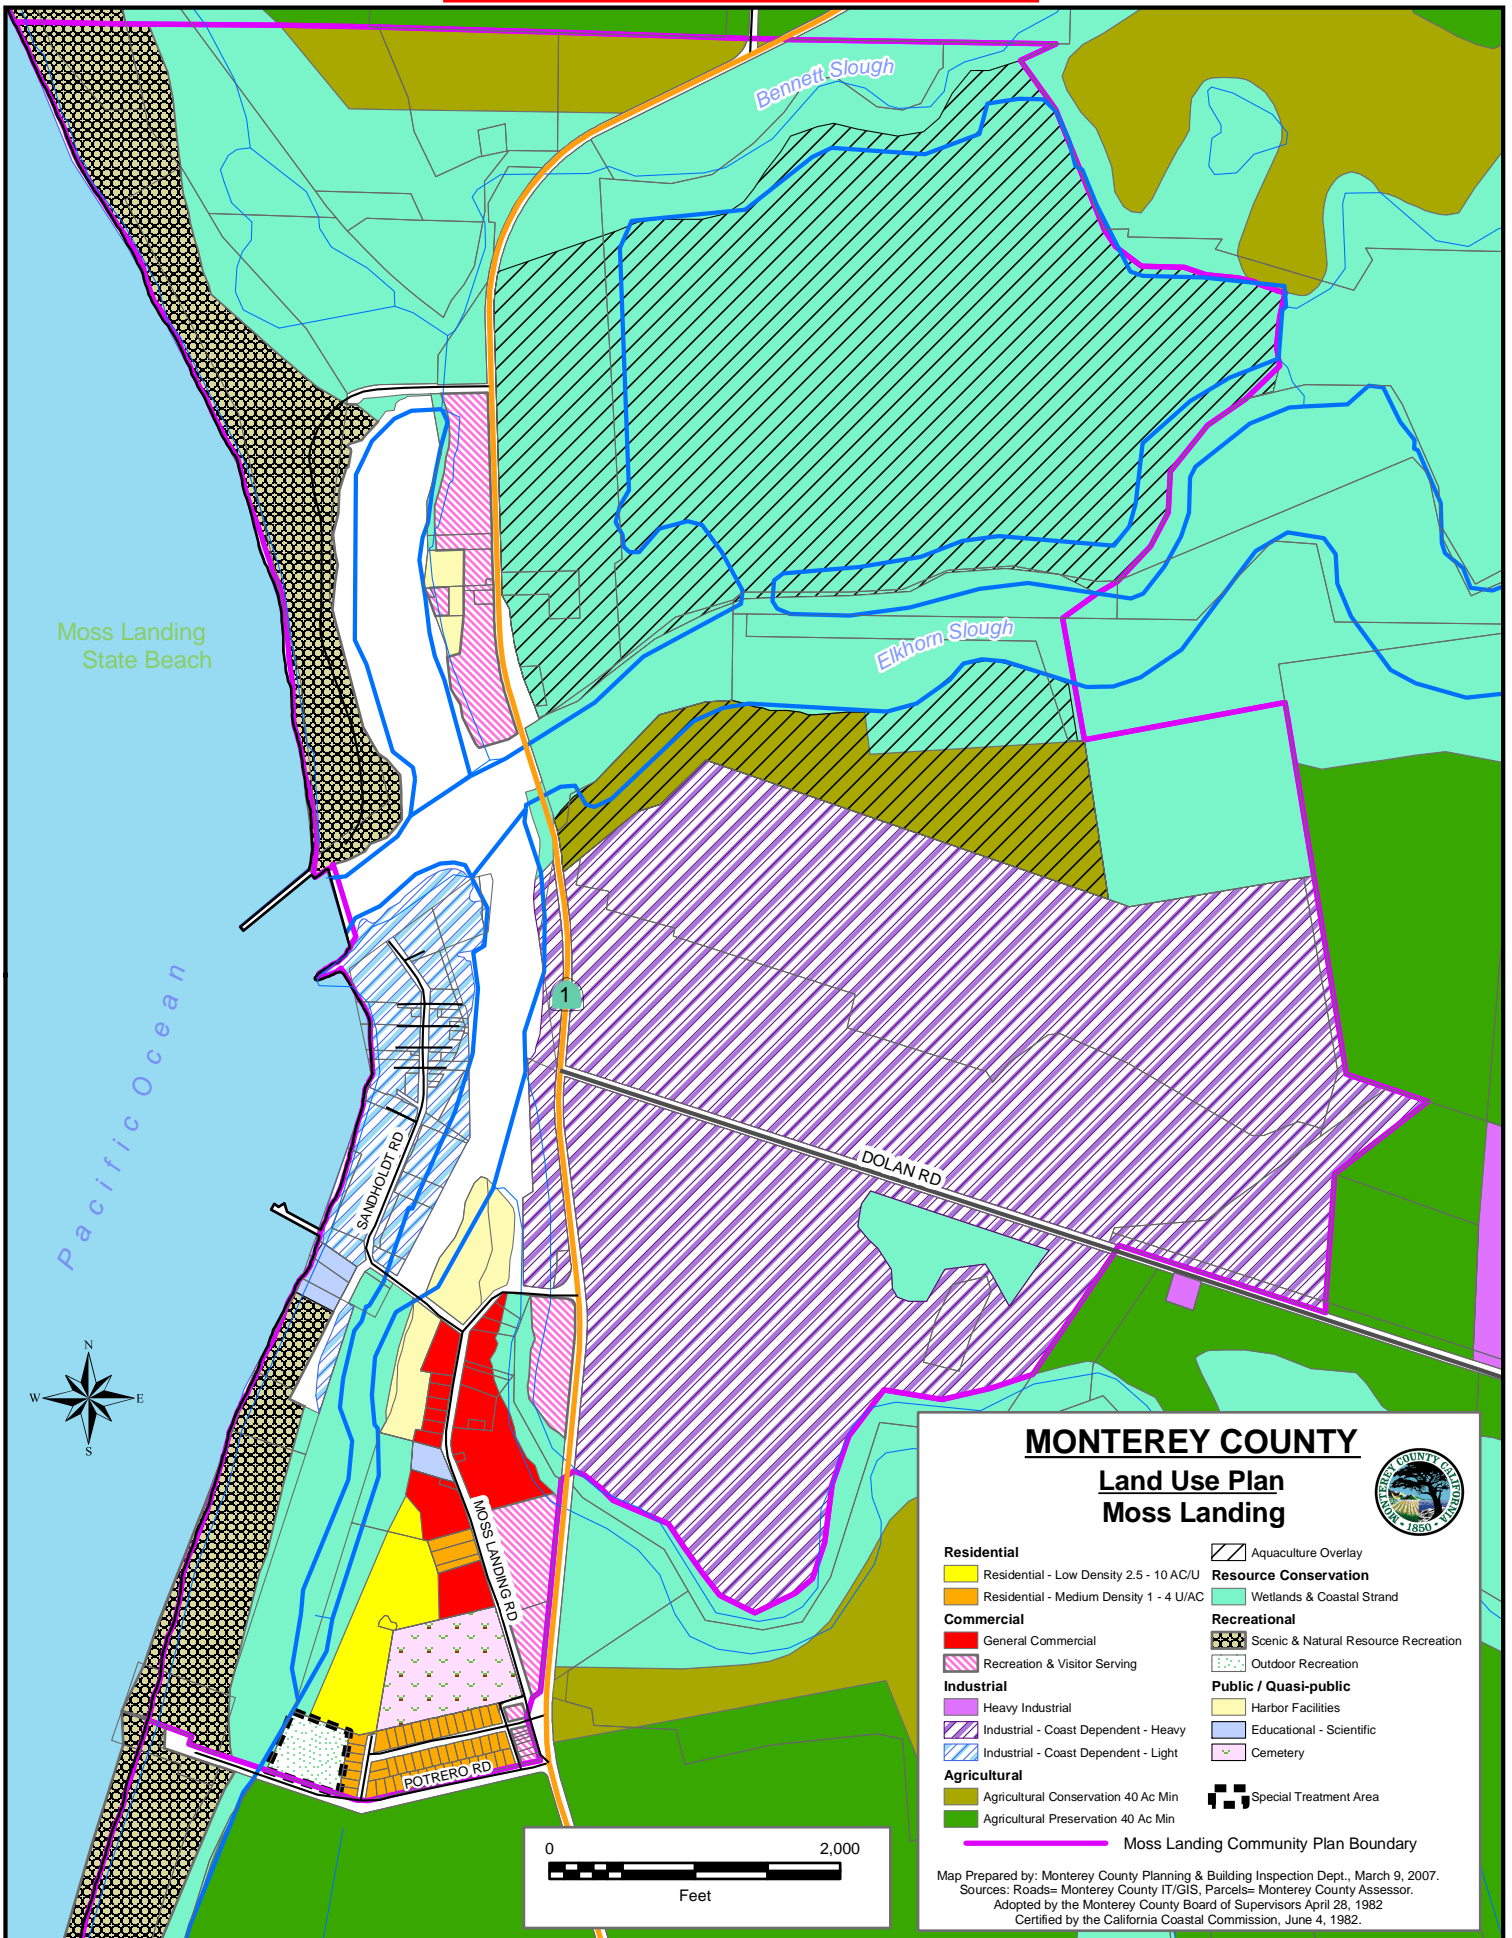 Bennett Slough
Moss Landing
State Beach
Elkhorn Slough
Pacific Ocean
1
SANDHOLDT RD
DOLAN RD
N
W
E
S
MOSS LANDING RD
POTRERO RD
MONTEREY COUNTY
Land Use Plan
Moss Landing
MONTEREY COUNTY CALIFORNIA
1850
Residential
Residential - Low Density 2.5 - 10 AC/U
Residential - Medium Density 1 - 4 U/AC
Commercial
General Commercial
Recreation & Visitor Serving
Industrial
Heavy Industrial
Industrial - Coast Dependent - Heavy
Industrial - Coast Dependent - Light
Agricultural
Agricultural Conservation 40 Ac Min
Agricultural Preservation 40 Ac Min
Aquaculture Overlay
Resource Conservation
Wetlands & Coastal Strand
Recreational
Scenic & Natural Resource Recreation
Outdoor Recreation
Public / Quasi-public
Harbor Facilities
Educational - Scientific
Cemetery
Special Treatment Area
Moss Landing Community Plan Boundary
Map Prepared by: Monterey County Planning & Building Inspection Dept., March 9, 2007.
Sources: Roads= Monterey County IT/GIS, Parcels= Monterey County Assessor.
Adopted by the Monterey County Board of Supervisors April 28, 1982
Certified by the California Coastal Commission, June 4, 1982.
0 2,000
Feet